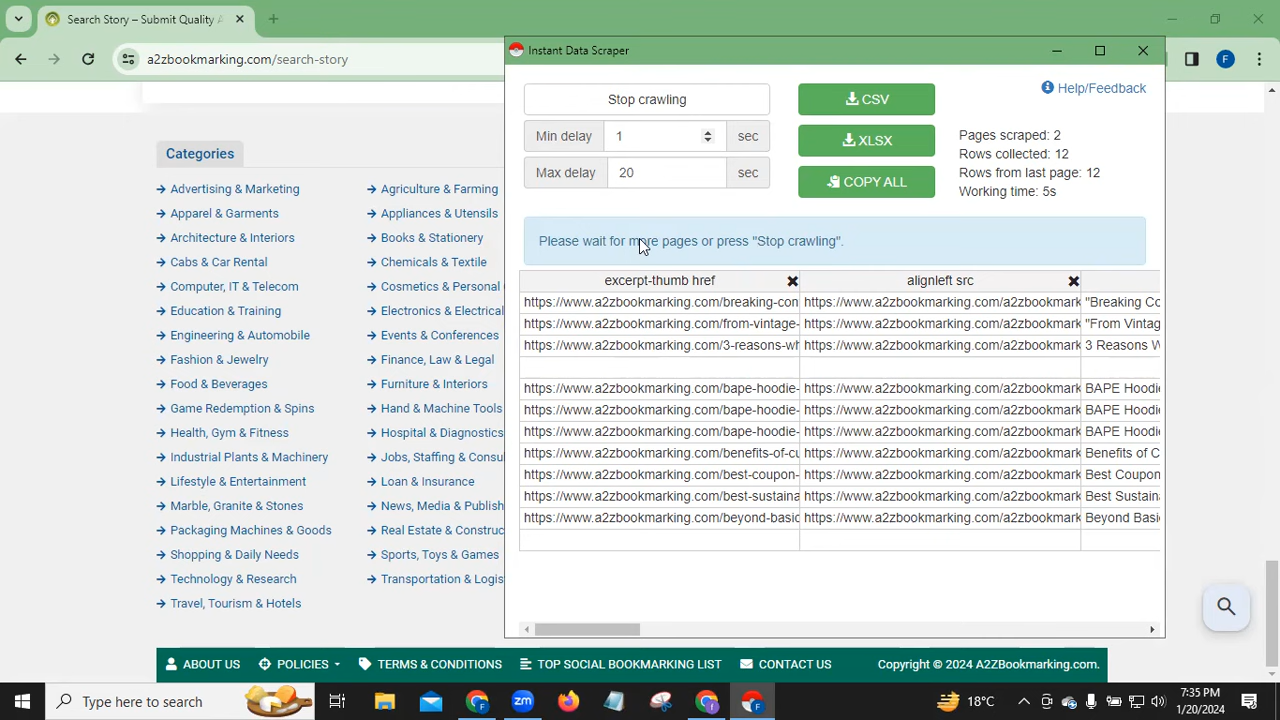 Search Story – Submit Quality
a2zbookmarking.com/search-story
F
Instant Data Scraper
Stop crawling
Min delay 1 sec
Max delay 20 sec
CSV
XLSX
COPY ALL
Help/Feedback
Pages scraped: 2
Rows collected: 12
Rows from last page: 12
Working time: 5s
Please wait for more pages or press "Stop crawling".
excerpt-thumb href alignleft src
https://www.a2zbookmarking.com/breaking-con https://www.a2zbookmarking.com/a2zbookmark "Breaking Co
https://www.a2zbookmarking.com/from-vintage- https://www.a2zbookmarking.com/a2zbookmark "From Vintag
https://www.a2zbookmarking.com/3-reasons-wh https://www.a2zbookmarking.com/a2zbookmark 3 Reasons W
https://www.a2zbookmarking.com/bape-hoodie- https://www.a2zbookmarking.com/a2zbookmark BAPE Hoodie
https://www.a2zbookmarking.com/bape-hoodie- https://www.a2zbookmarking.com/a2zbookmark BAPE Hoodie
https://www.a2zbookmarking.com/bape-hoodie- https://www.a2zbookmarking.com/a2zbookmark BAPE Hoodie
https://www.a2zbookmarking.com/benefits-of-cu https://www.a2zbookmarking.com/a2zbookmark Benefits of C
https://www.a2zbookmarking.com/best-coupon- https://www.a2zbookmarking.com/a2zbookmark Best Coupon
https://www.a2zbookmarking.com/best-sustaina https://www.a2zbookmarking.com/a2zbookmark Best Sustain
https://www.a2zbookmarking.com/beyond-basic https://www.a2zbookmarking.com/a2zbookmark Beyond Basi
Categories
Advertising & Marketing Agriculture & Farming
Apparel & Garments Appliances & Utensils
Architecture & Interiors Books & Stationery
Cabs & Car Rental Chemicals & Textile
Computer, IT & Telecom Cosmetics & Personal
Education & Training Electronics & Electrical
Engineering & Automobile Events & Conferences
Fashion & Jewelry Finance, Law & Legal
Food & Beverages Furniture & Interiors
Game Redemption & Spins Hand & Machine Tools
Health, Gym & Fitness Hospital & Diagnostics
Industrial Plants & Machinery Jobs, Staffing & Consul
Lifestyle & Entertainment Loan & Insurance
Marble, Granite & Stones News, Media & Publish
Packaging Machines & Goods Real Estate & Construc
Shopping & Daily Needs Sports, Toys & Games
Technology & Research Transportation & Logis
Travel, Tourism & Hotels
ABOUT US POLICIES TERMS & CONDITIONS TOP SOCIAL BOOKMARKING LIST CONTACT US Copyright © 2024 A2ZBookmarking.com.
Type here to search
18°C
7:35 PM
1/20/2024